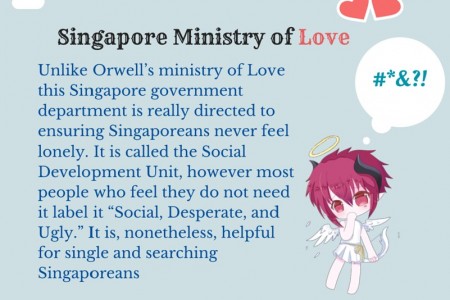 Singapore Ministry of Love
#*&?!
Unlike Orwell's ministry of Love
this Singapore government
department is really directed to
ensuring Singaporeans never feel
lonely. It is called the Social
Development Unit, however most
people who feel they do not need
it label it “Social, Desperate, and
Ugly.” It is, nonetheless, helpful
for single and searching
Singaporeans